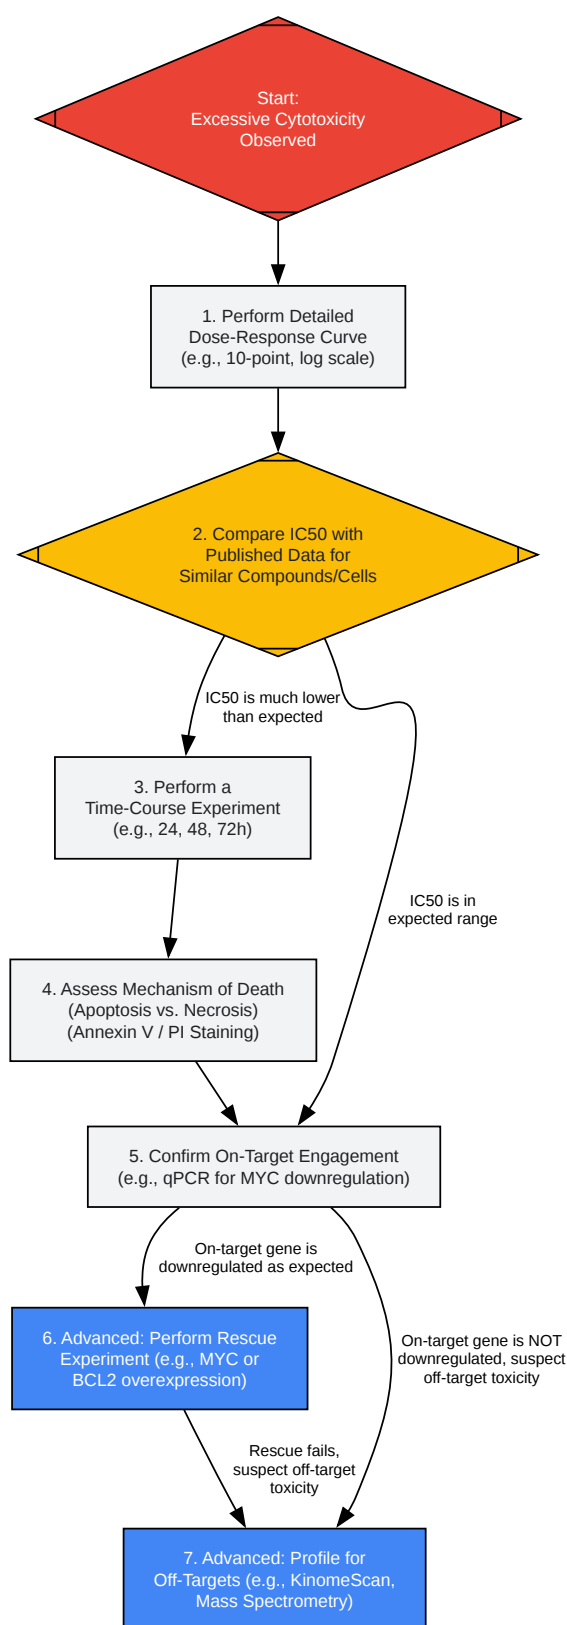 Start:
Excessive Cytotoxicity
Observed
1. Perform Detailed
Dose-Response Curve
(e.g., 10-point, log scale)
2. Compare IC50 with
Published Data for
Similar Compounds/Cells
IC50 is much lower
than expected
3. Perform a
Time-Course Experiment
(e.g., 24, 48, 72h)
IC50 is in
expected range
4. Assess Mechanism of Death
(Apoptosis vs. Necrosis)
(Annexin V / PI Staining)
5. Confirm On-Target Engagement
(e.g., qPCR for MYC downregulation)
On-target gene is
downregulated as expected
6. Advanced: Perform Rescue
Experiment (e.g., MYC or
BCL2 overexpression)
On-target gene is NOT
downregulated, suspect
off-target toxicity
Rescue fails,
suspect off-target
toxicity
7. Advanced: Profile for
Off-Targets (e.g., KinomeScan,
Mass Spectrometry)